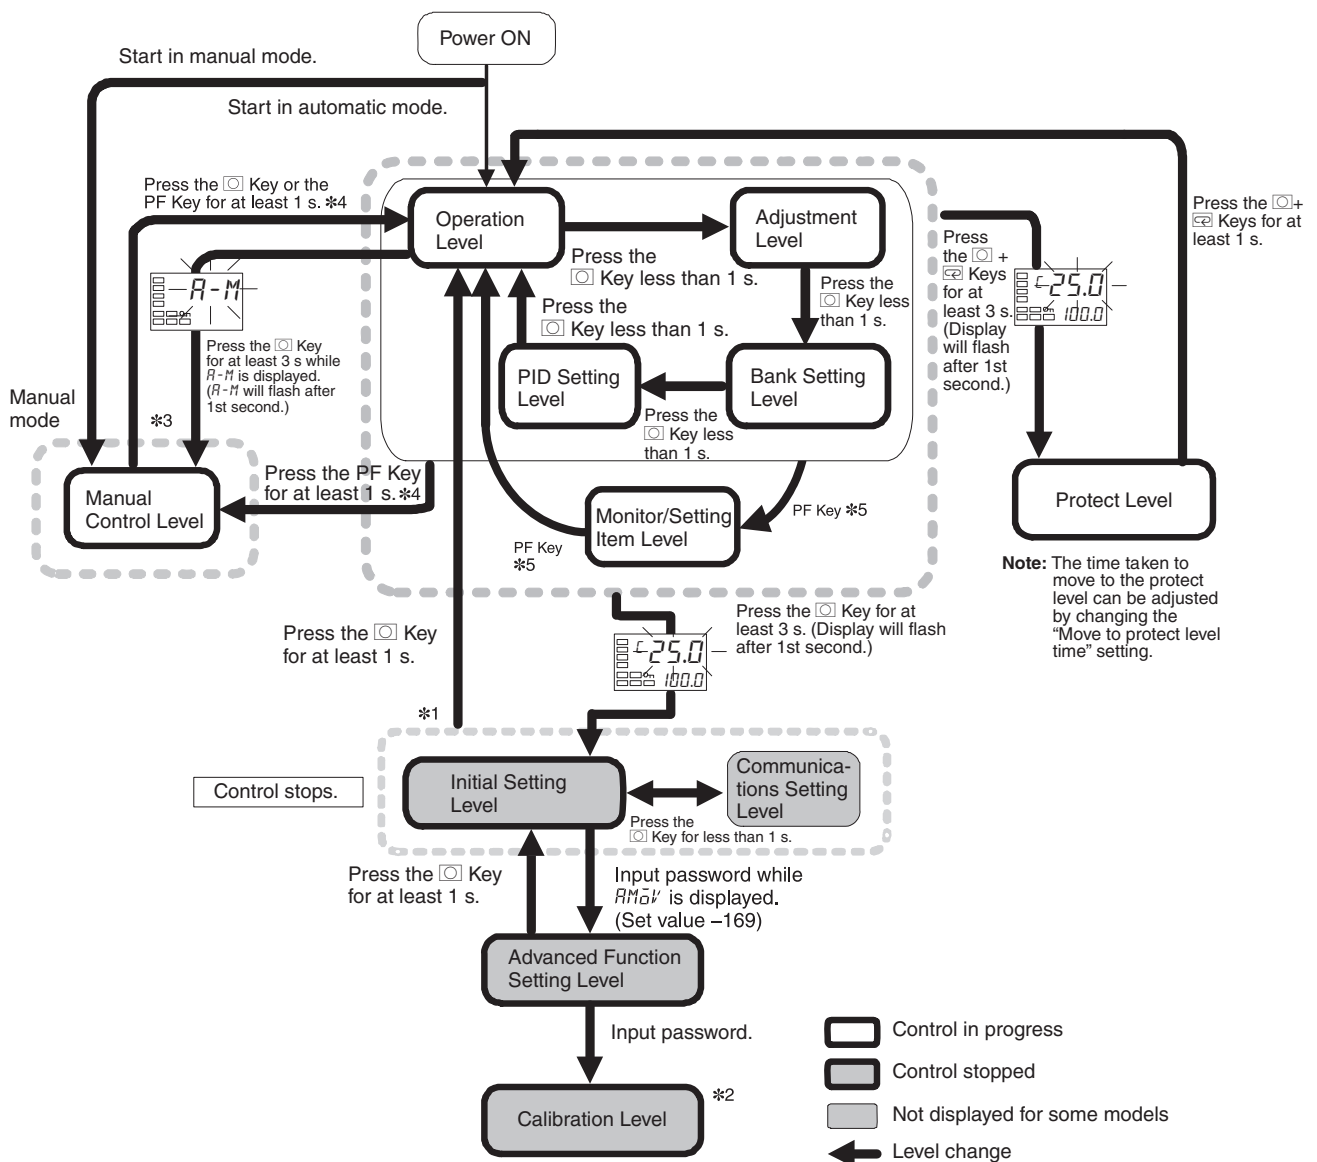 Power ON
Start in manual mode.
Start in automatic mode.
Press the Key or the
PF Key for at least 1 s. *4
Operation
Level
Adjustment
Level
Press the
Key less than 1 s.
Press the
Key less
than 1 s.
Press the
Key less than 1 s.
PID Setting
Level
Bank Setting
Level
Press the
Key less
than 1 s.
A-M
Press the Key
for at least 3 s while
A-M is displayed.
(A-M will flash after
1st second.)
Manual
mode
*3
Manual
Control Level
Press the PF Key
for at least 1 s. *4
Monitor/Setting
Item Level
PF Key *5
PF Key
*5
Press
the +
Keys
for at
least 3 s.
(Display
will flash
after 1st
second.)
C 25.0
100.0
Press the +
Keys for at
least 1 s.
Protect Level
Note: The time taken to
move to the protect
level can be adjusted
by changing the
“Move to protect level
time” setting.
Press the Key for at
least 3 s. (Display will flash
after 1st second.)
C 25.0
100.0
Press the Key
for at least 1 s.
*1
Control stops.
Initial Setting
Level
Communica-
tions Setting
Level
Press the
Key for less than 1 s.
Press the Key
for at least 1 s.
Input password while
AMoV is displayed.
(Set value –169)
Advanced Function
Setting Level
Input password.
Calibration Level
*2
Control in progress
Control stopped
Not displayed for some models
Level change